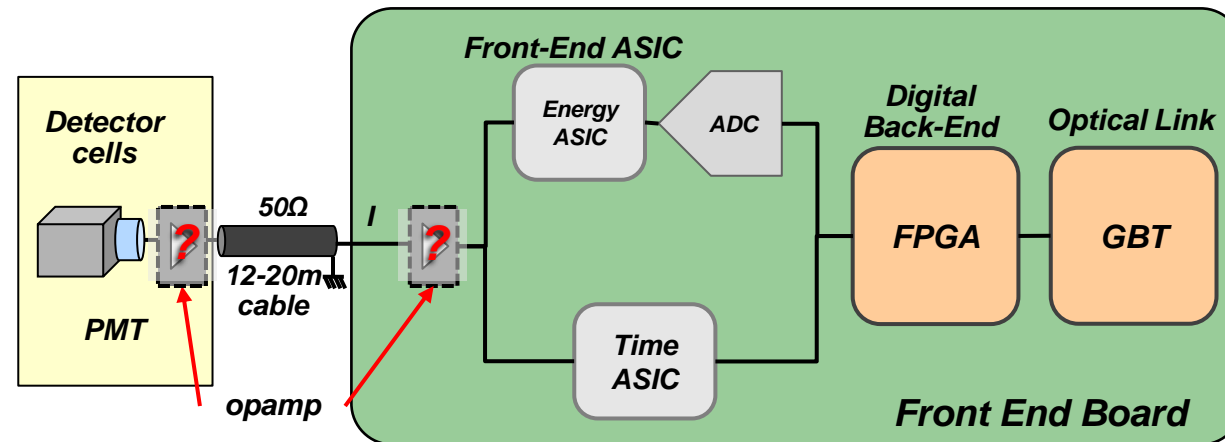 Front-End ASIC
Detector
cells
Energy
ASIC
ADC
Digital
Back-End
Optical Link
50Ω
I
?
?
FPGA
GBT
12-20m
cable
PMT
Time
ASIC
opamp
Front End Board